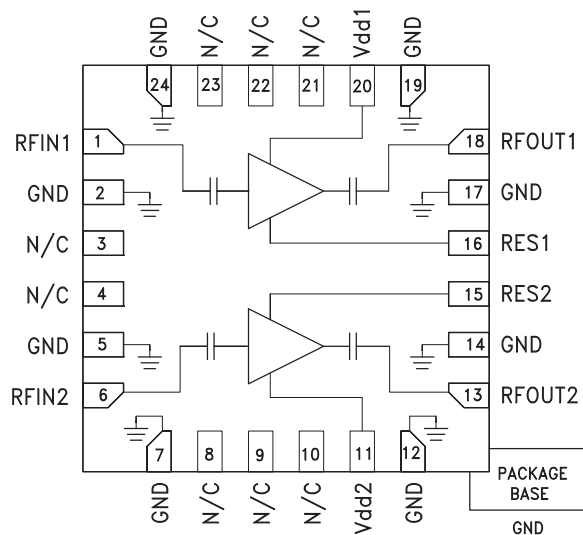 GND N/C N/C N/C Vdd1 GND
24 23 22 21 20 19
RFIN1 1 18 RFOUT1
GND 2 17 GND
N/C 3 16 RES1
N/C 4 15 RES2
GND 5 14 GND
RFIN2 6 13 RFOUT2
7 8 9 10 11 12
GND N/C N/C N/C Vdd2 GND
PACKAGE
BASE
GND